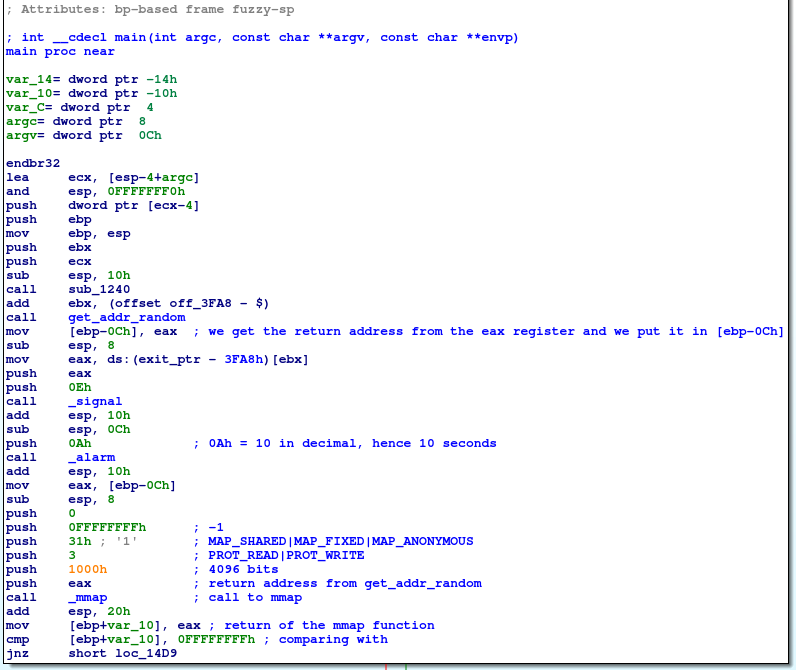 ; Attributes: bp-based frame fuzzy-sp
; int __cdecl main(int argc, const char **argv, const char **envp)
main proc near
var_14= dword ptr -14h
var_10= dword ptr -10h
var_C= dword ptr  4
argc= dword ptr  8
argv= dword ptr  0Ch
endbr32
lea     ecx, [esp-4+argc]
and     esp, 0FFFFFFF0h
push    dword ptr [ecx-4]
push    ebp
mov     ebp, esp
push    ebx
push    ecx
sub     esp, 10h
call    sub_1240
add     ebx, (offset off_3FA8 - $)
call    get_addr_random
mov     [ebp-0Ch], eax  ; we get the return address from the eax register and we put it in [ebp-0Ch]
sub     esp, 8
mov     eax, ds:(exit_ptr - 3FA8h)[ebx]
push    eax
push    0Eh
call    _signal
add     esp, 10h
sub     esp, 0Ch
push    0Ah             ; 0Ah = 10 in decimal, hence 10 seconds
call    _alarm
add     esp, 10h
mov     eax, [ebp-0Ch]
sub     esp, 8
push    0
push    0FFFFFFFFh      ; -1
push    31h ; '1'       ; MAP_SHARED|MAP_FIXED|MAP_ANONYMOUS
push    3               ; PROT_READ|PROT_WRITE
push    1000h           ; 4096 bits
push    eax             ; return address from get_addr_random
call    _mmap           ; call to mmap
add     esp, 20h
mov     [ebp+var_10], eax ; return of the mmap function
cmp     [ebp+var_10], 0FFFFFFFFh ; comparing with
jnz     short loc_14D9